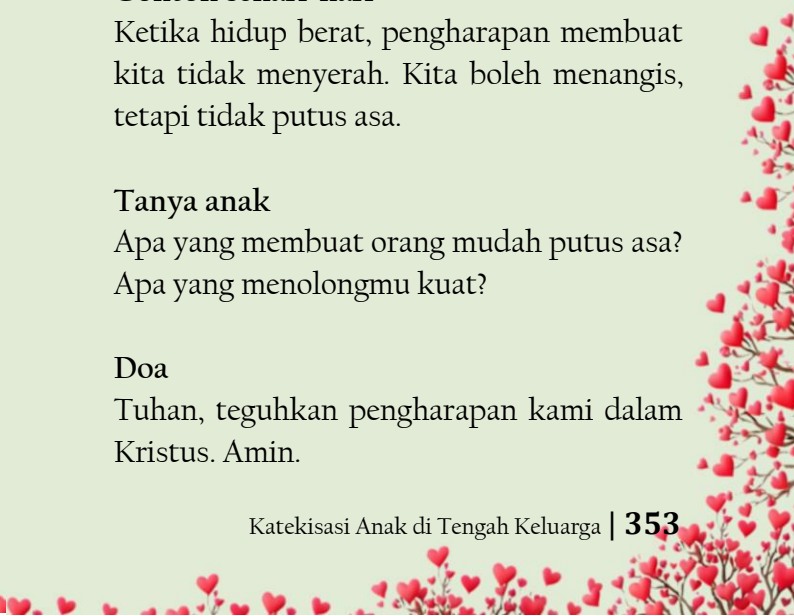 Ketika hidup berat, pengharapan membuat
kita tidak menyerah. Kita boleh menangis,
tetapi tidak putus asa.
Tanya anak
Apa yang membuat orang mudah putus asa?
Apa yang menolongmu kuat?
Doa
Tuhan, teguhkan pengharapan kami dalam
Kristus. Amin.
Katekisasi Anak di Tengah Keluarga | 353